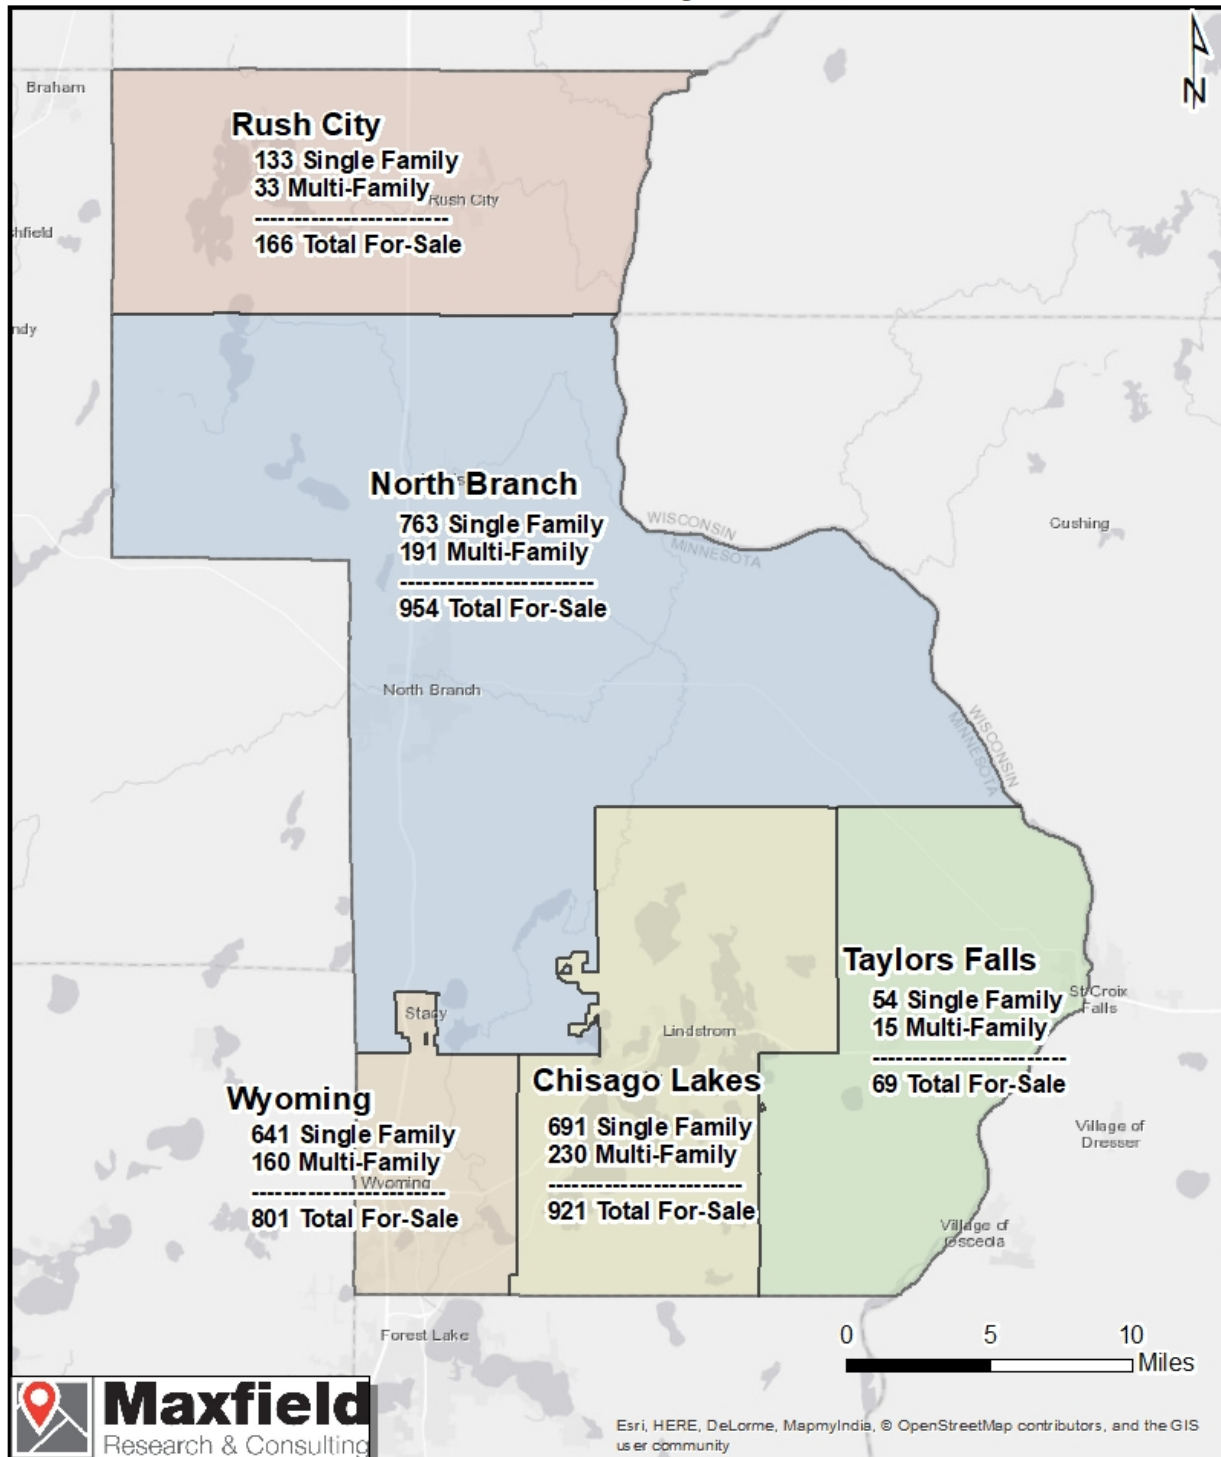 Braham
Rush City
133 Single Family
33 Multi-Family
Rush City
------------------------
166 Total For-Sale
hfield
ndy
North Branch
763 Single Family
191 Multi-Family
------------------------
954 Total For-Sale
WISCONSIN
MINNESOTA
Cushing
North Branch
WISCONSIN
MINNESOTA
Taylors Falls
54 Single Family
15 Multi-Family
------------------------
69 Total For-Sale
St Croix
Falls
Stacy
Lindstrom
Chisago Lakes
691 Single Family
230 Multi-Family
------------------------
921 Total For-Sale
Wyoming
641 Single Family
160 Multi-Family
------------------------
Wyoming
801 Total For-Sale
Village of
Dresser
Village of
Osceola
Forest Lake
0 5 10
Miles
N
Maxfield
Research & Consulting
Esri, HERE, DeLorme, MapmyIndia, © OpenStreetMap contributors, and the GIS
user community